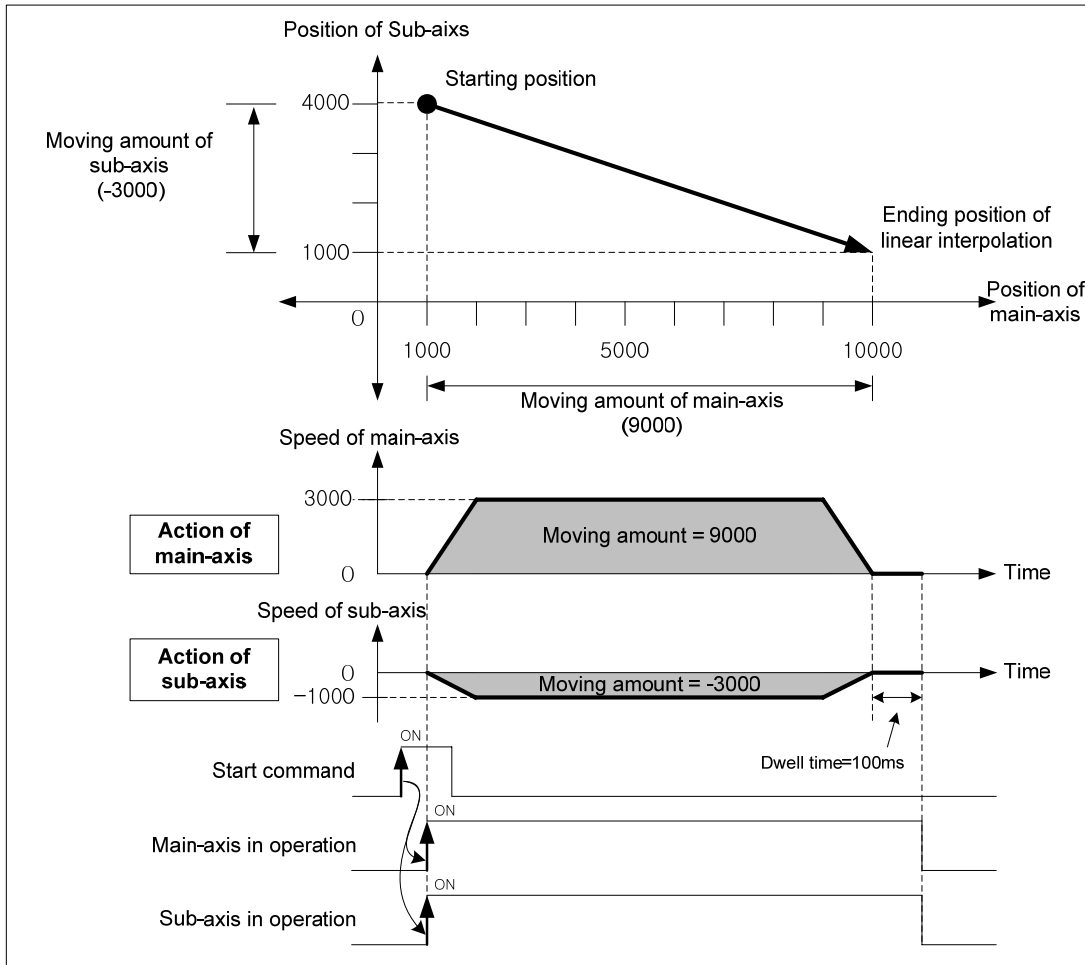 Position of Sub-aixs
Starting position
4000
Moving amount of
sub-axis
(-3000)
Ending position of
linear interpolation
1000
Position of
main-axis
0
1000
5000
10000
Moving amount of main-axis
(9000)
Speed of main-axis
3000
Action of
main-axis
Moving amount = 9000
0
Time
Speed of sub-axis
Action of
sub-axis
0
Time
Moving amount = -3000
-1000
ON
Dwell time=100ms
Start command
ON
Main-axis in operation
ON
Sub-axis in operation